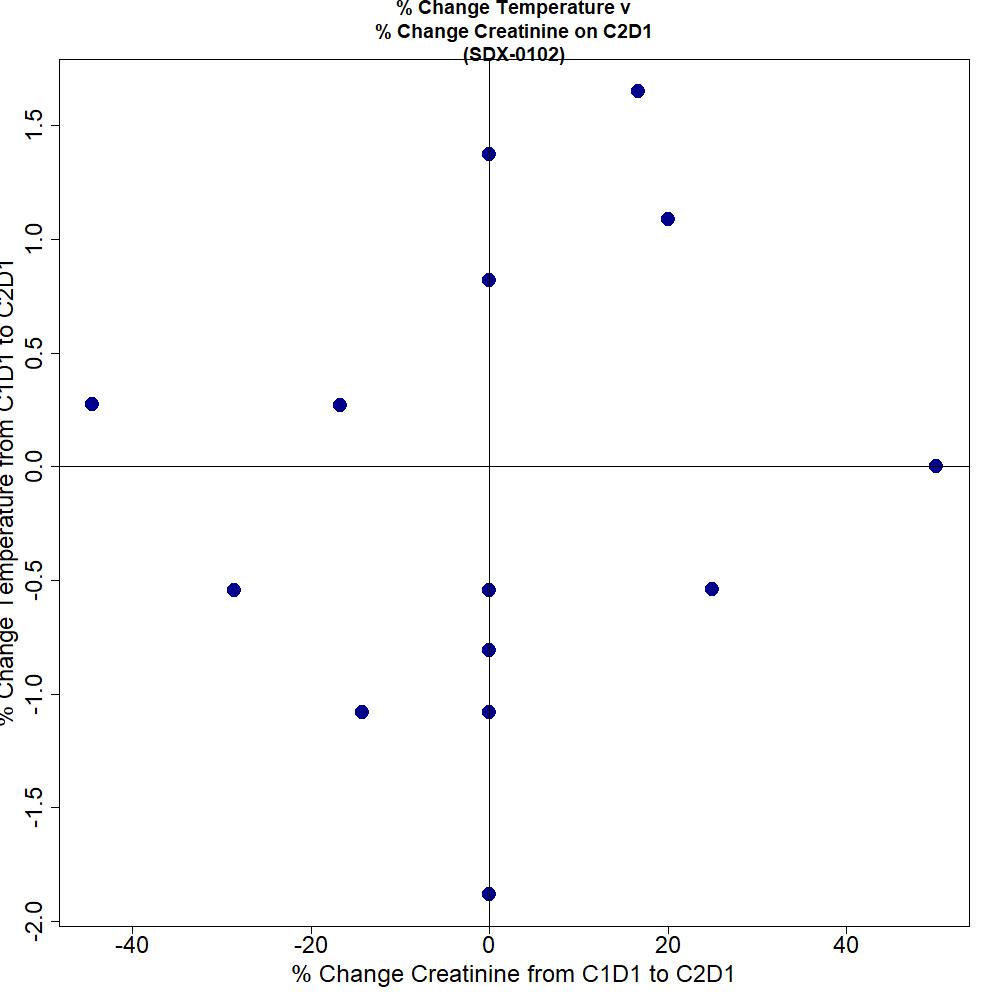 % Change Temperature v
% Change Creatinine on C2D1
(SDX-0102)
% Change Temperature from C1D1 to C2D1
1.5
1.0
0.5
0.0
-0.5
-1.0
-1.5
-2.0
-40
-20
0
20
40
% Change Creatinine from C1D1 to C2D1